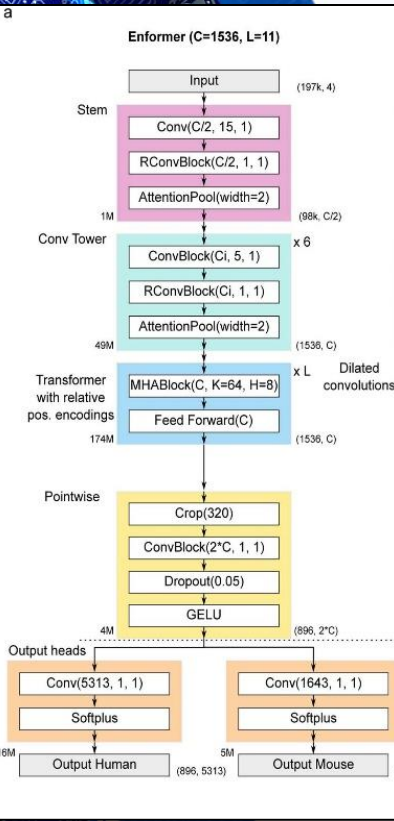 a
Enformer (C=1536, L=11)
Input
(197k, 4)
Stem
Conv(C/2, 15, 1)
RConvBlock(C/2, 1, 1)
AttentionPool(width=2)
1M
(98k, C/2)
Conv Tower
x 6
ConvBlock(Ci, 5, 1)
RConvBlock(Ci, 1, 1)
AttentionPool(width=2)
49M
(1536, C)
Transformer
with relative
pos. encodings
x L
Dilated
convolutions
MHABlock(C, K=64, H=8)
Feed Forward(C)
174M
(1536, C)
Pointwise
Crop(320)
ConvBlock(2*C, 1, 1)
Dropout(0.05)
GELU
4M
(896, 2*C)
Output heads
Conv(5313, 1, 1)
Softplus
6M
Output Human
(896, 5313)
Conv(1643, 1, 1)
Softplus
5M
Output Mouse